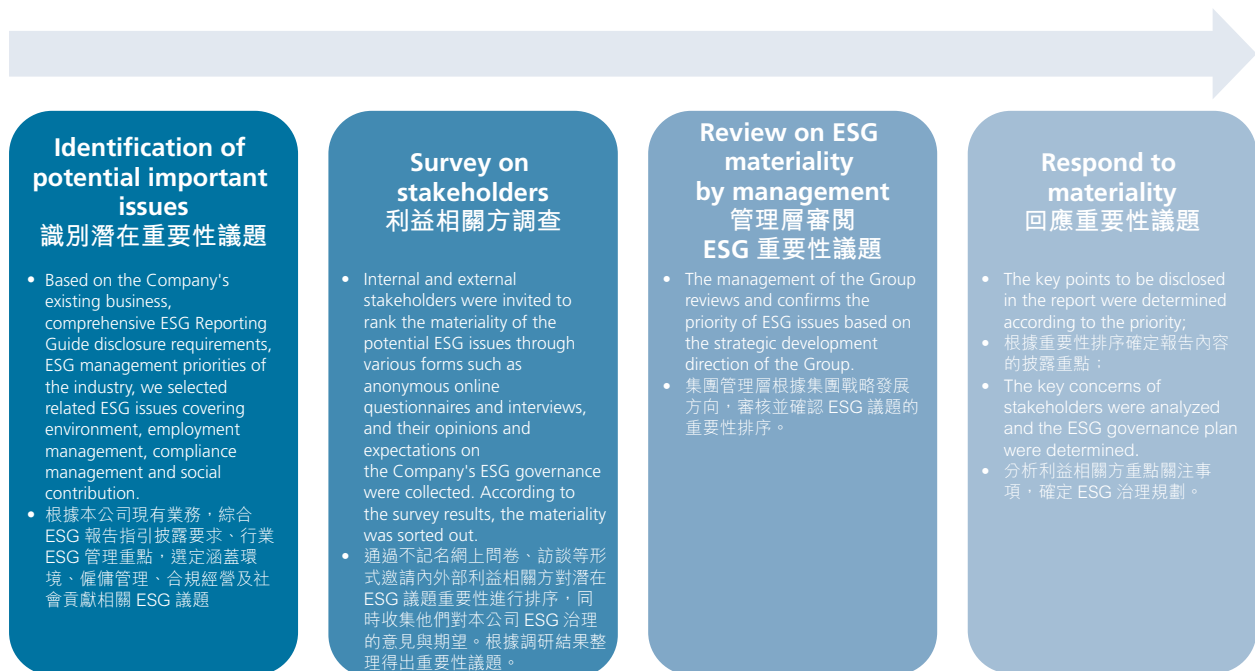 Identification of
potential important
issues
識別潛在重要性議題
• Based on the Company's
existing business,
comprehensive ESG Reporting
Guide disclosure requirements,
ESG management priorities of
the industry, we selected
related ESG issues covering
environment, employment
management, compliance
management and social
contribution.
• 根據本公司現有業務，綜合
ESG 報告指引披露要求、行業
ESG 管理重點，選定涵蓋環
境、僱傭管理、合規經營及社
會貢獻相關 ESG 議題
Survey on
stakeholders
利益相關方調查
• Internal and external
stakeholders were invited to
rank the materiality of the
potential ESG issues through
various forms such as
anonymous online
questionnaires and interviews,
and their opinions and
expectations on
the Company's ESG governance
were collected. According to
the survey results, the materiality
was sorted out.
• 通過不記名網上問卷、訪談等形
式邀請內外部利益相關方對潛在
ESG 議題重要性進行排序，同
時收集他們對本公司 ESG 治理
的意見與期望。根據調研結果整
理得出重要性議題。
Review on ESG
materiality
by management
管理層審閱
ESG 重要性議題
• The management of the Group
reviews and confirms the
priority of ESG issues based on
the strategic development
direction of the Group.
• 集團管理層根據集團戰略發展
方向，審核並確認 ESG 議題的
重要性排序。
Respond to
materiality
回應重要性議題
• The key points to be disclosed
in the report were determined
according to the priority;
• 根據重要性排序確定報告內容
的披露重點；
• The key concerns of
stakeholders were analyzed
and the ESG governance plan
were determined.
• 分析利益相關方重點關注事
項，確定 ESG 治理規劃。